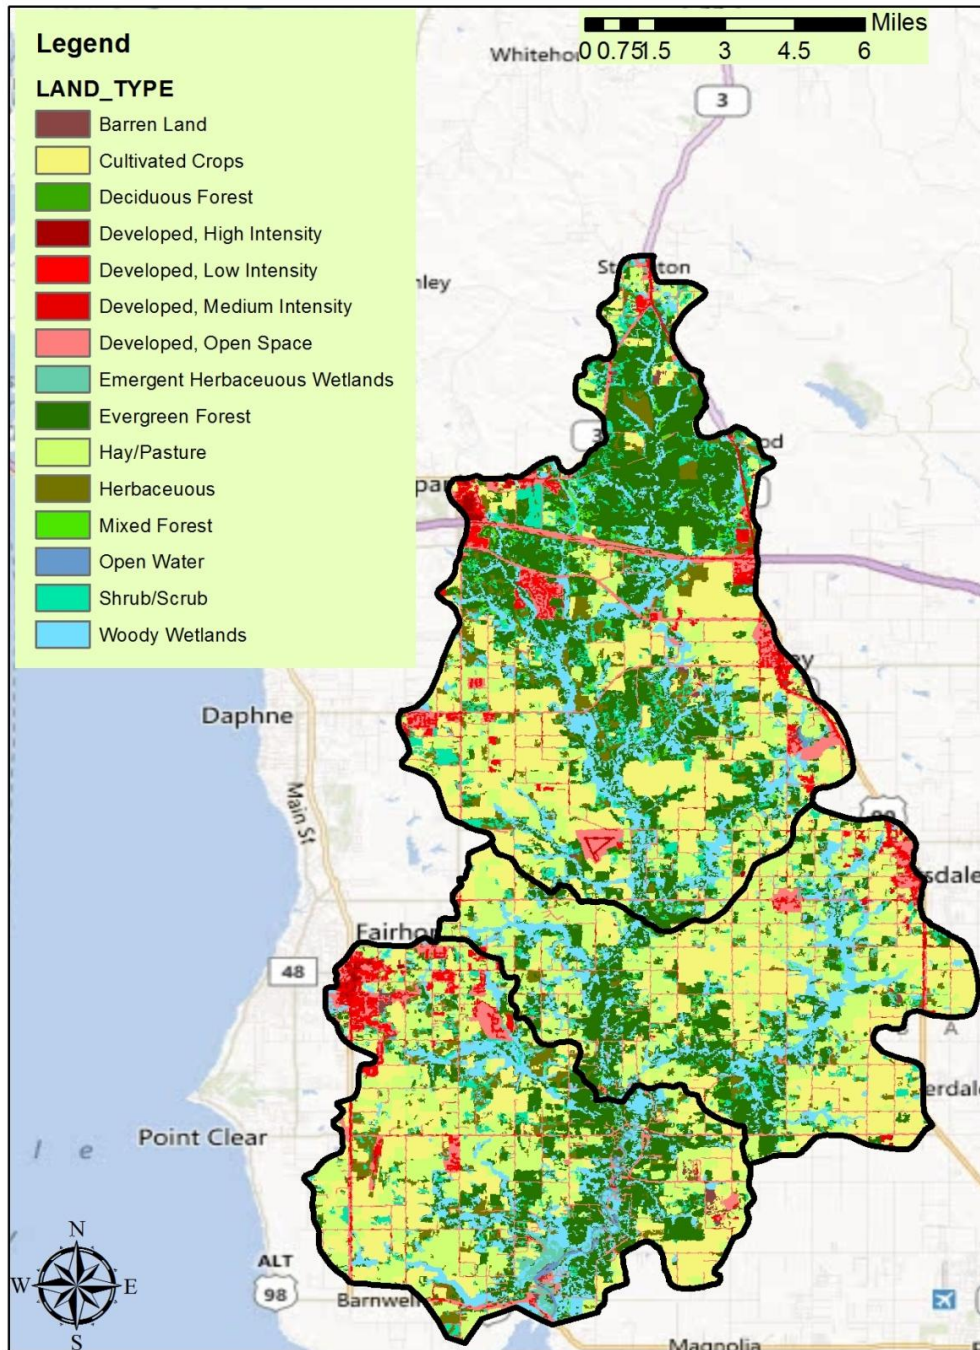 Legend
LAND_TYPE
Barren Land
Cultivated Crops
Deciduous Forest
Developed, High Intensity
Developed, Low Intensity
Developed, Medium Intensity
Developed, Open Space
Emergent Herbaceuous Wetlands
Evergreen Forest
Hay/Pasture
Herbaceuous
Mixed Forest
Open Water
Shrub/Scrub
Woody Wetlands
Miles
0 0.75 1.5 3 4.5 6
3
Daphne
Main St
48
Point Clear
ALT
98
Magnolia
N
W
E
S